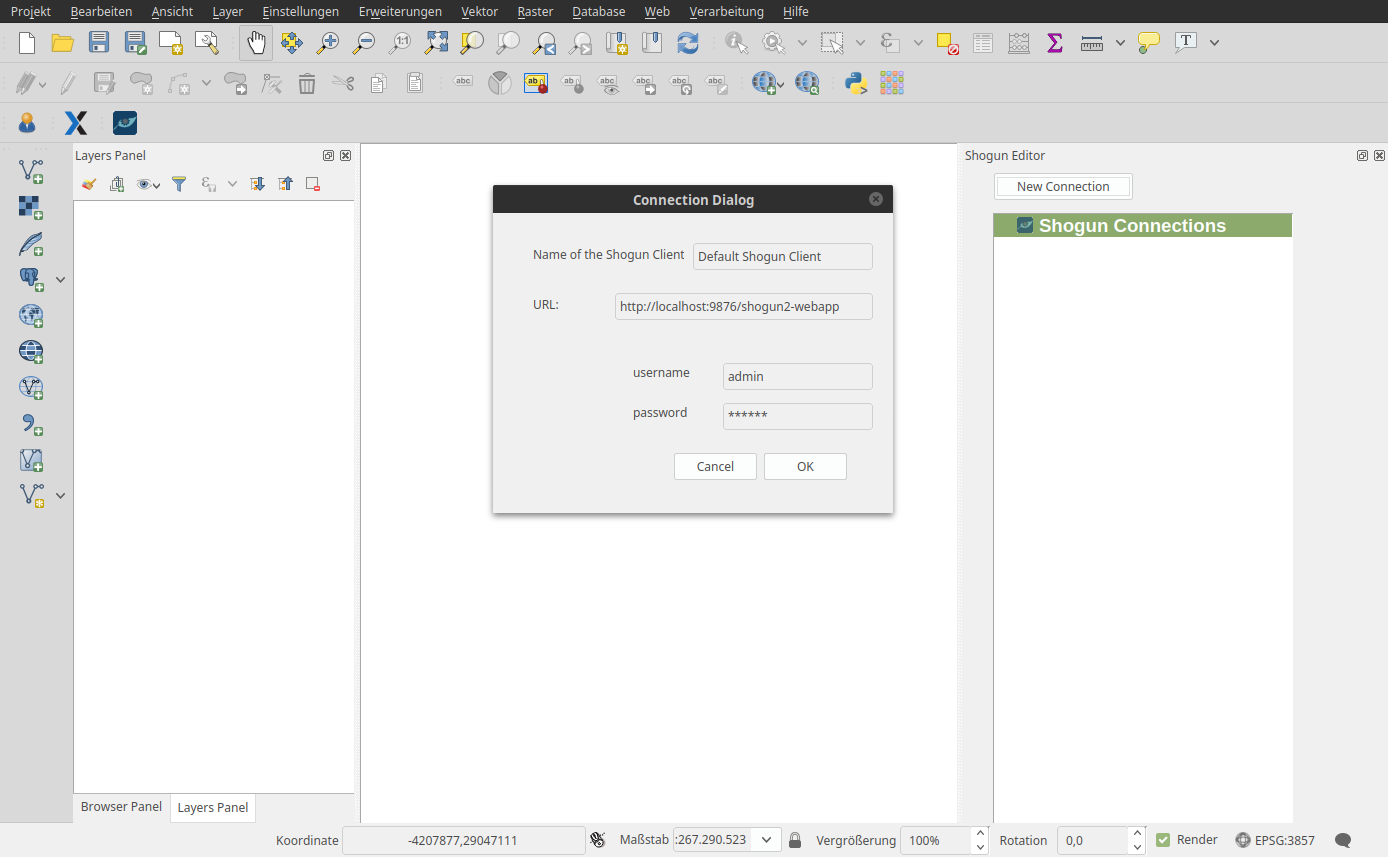 Projekt Bearbeiten Ansicht Layer Einstellungen Erweiterungen Vektor Raster Database Web Verarbeitung Hilfe
Layers Panel
Shogun Editor
New Connection
Shogun Connections
Connection Dialog
Name of the Shogun Client Default Shogun Client
URL: http://localhost:9876/shogun2-webapp
username admin
password ******
Cancel OK
Browser Panel Layers Panel
Koordinate -4207877,29047111 Maßstab :267.290.523 Vergrößerung 100% Rotation 0,0 Render EPSG:3857